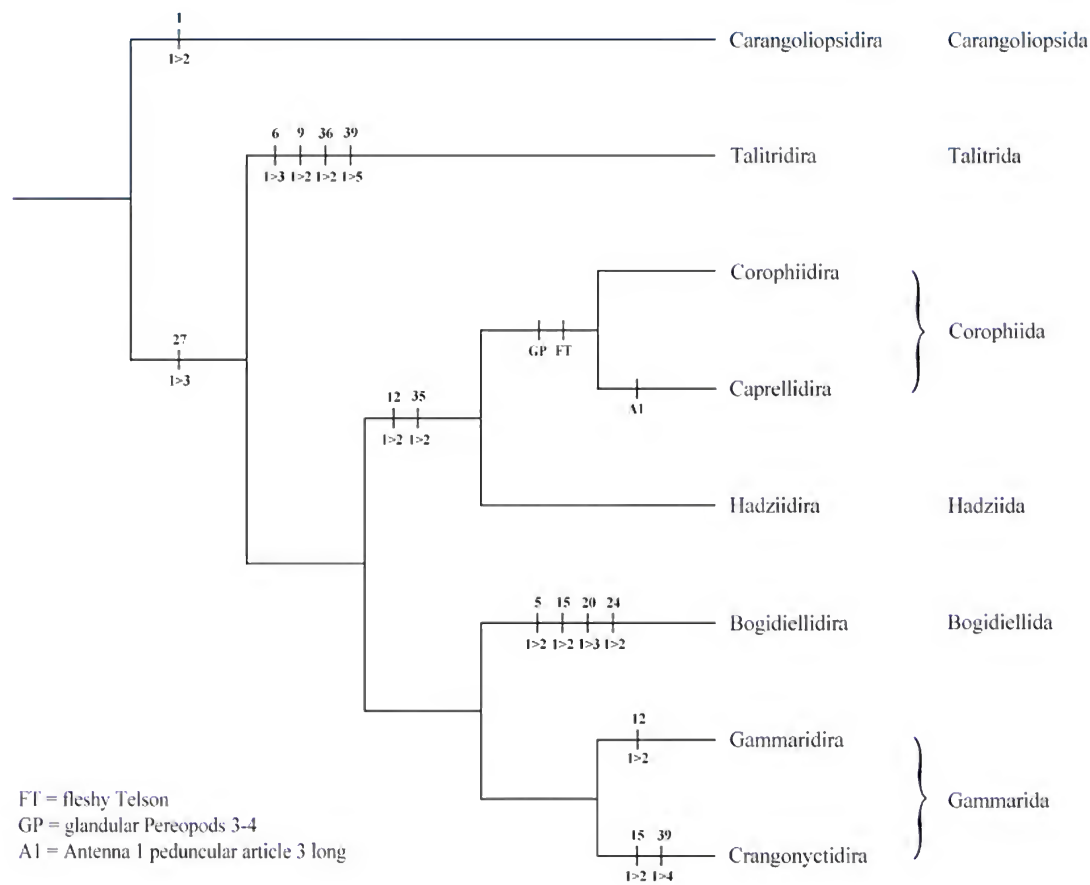 1
1>2
Carangoliopsidira Carangoliopsida
6 9 36 39
1>3 1>2 1>2 1>5
Talitridira Talitrida
Corophiidira
27
1>3
GP FT
Corophiida
12 35
1>2 1>2
A1
Caprellidira
Hadziidira Hadziida
5 15 20 24
1>2 1>2 1>3 1>2
Bogidiellidira Bogidiellida
12
1>2
Gammaridira
Gammarida
15 39
1>2 1>4
Crangonyctidira
FT = fleshy Telson
GP = glandular Pereopods 3-4
A1 = Antenna 1 peduncular article 3 long